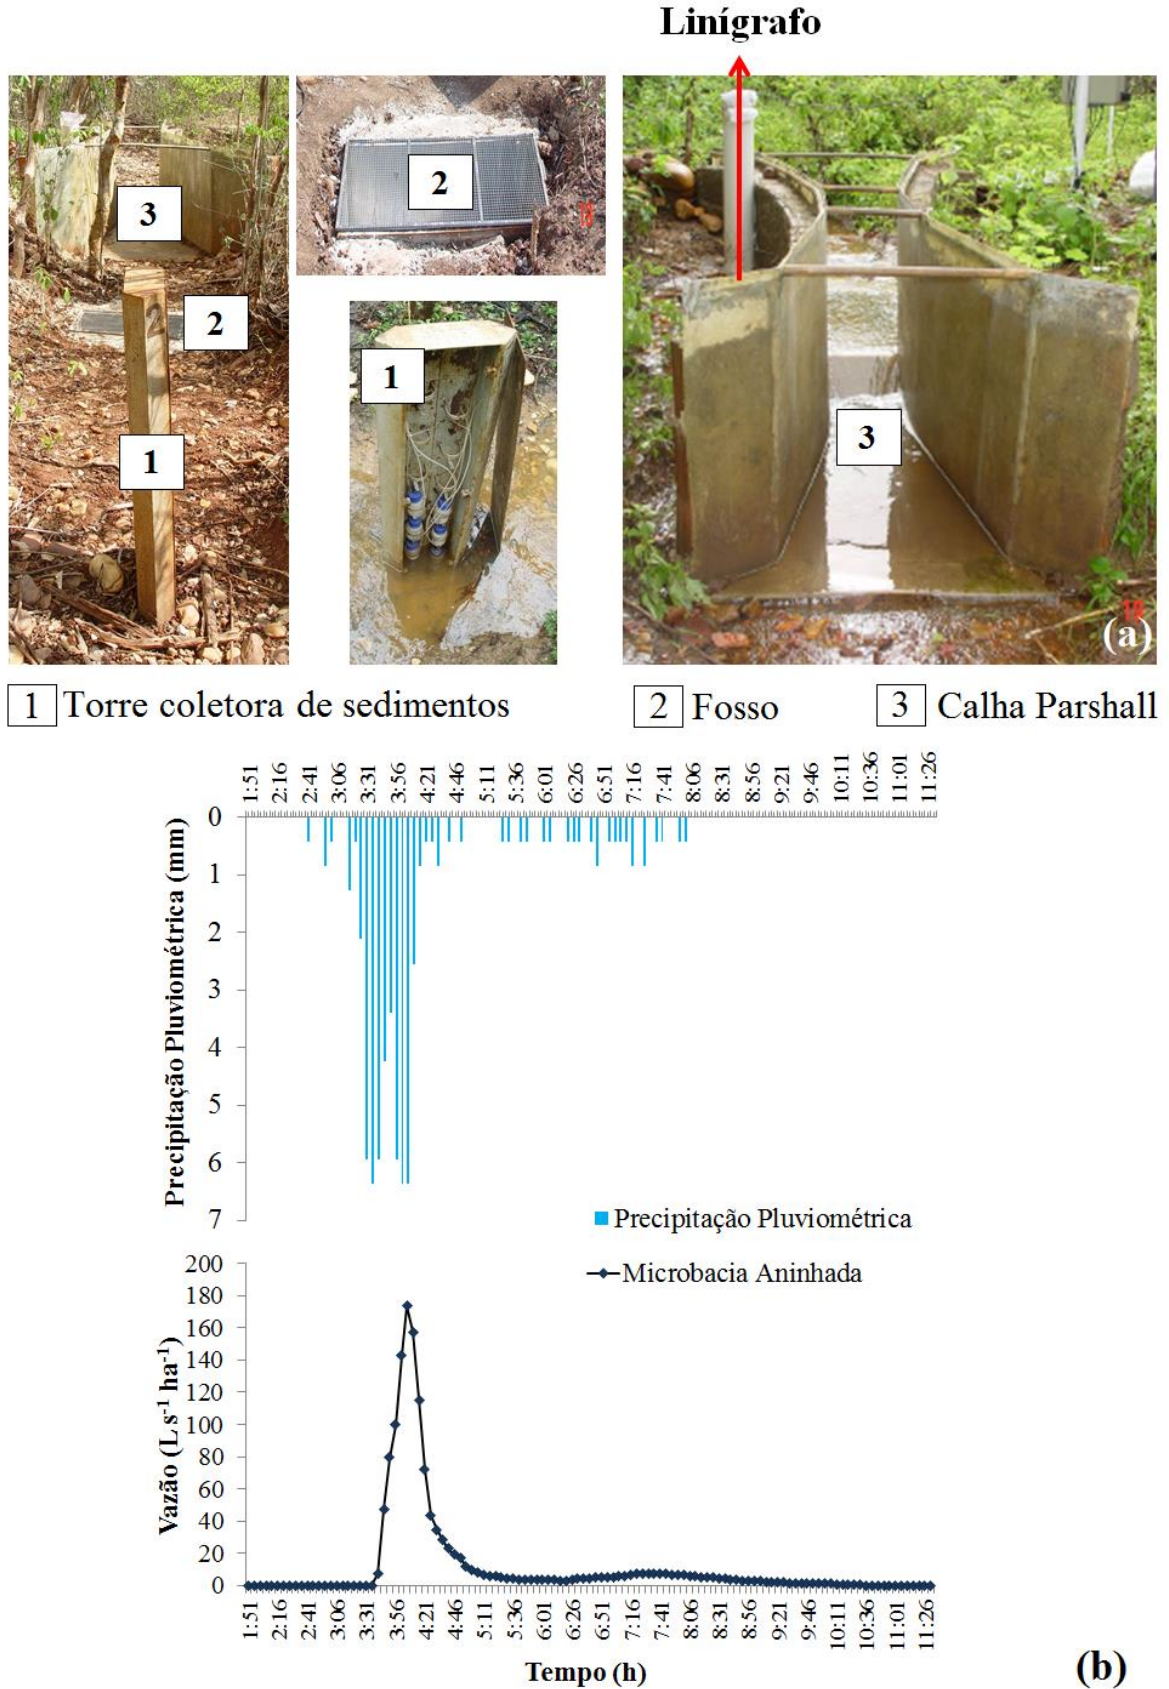 Linígrafo
3
2
1
2
1
3
(a)
1 Torre coletora de sedimentos
2 Fosso
3 Calha Parshall
1:51 2:16 2:41 3:06 3:31 3:56 4:21 4:46 5:11 5:36 6:01 6:26 6:51 7:16 7:41 8:06 8:31 8:56 9:21 9:46 10:11 10:36 11:01 11:26
Precipitação Pluviométrica (mm)
0
1
2
3
4
5
6
7
Precipitação Pluviométrica
Microbacia Aninhada
Vazão (L s⁻¹ ha⁻¹)
200
180
160
140
120
100
80
60
40
20
0
1:51 2:16 2:41 3:06 3:31 3:56 4:21 4:46 5:11 5:36 6:01 6:26 6:51 7:16 7:41 8:06 8:31 8:56 9:21 9:46 10:11 10:36 11:01 11:26
Tempo (h)
(b)